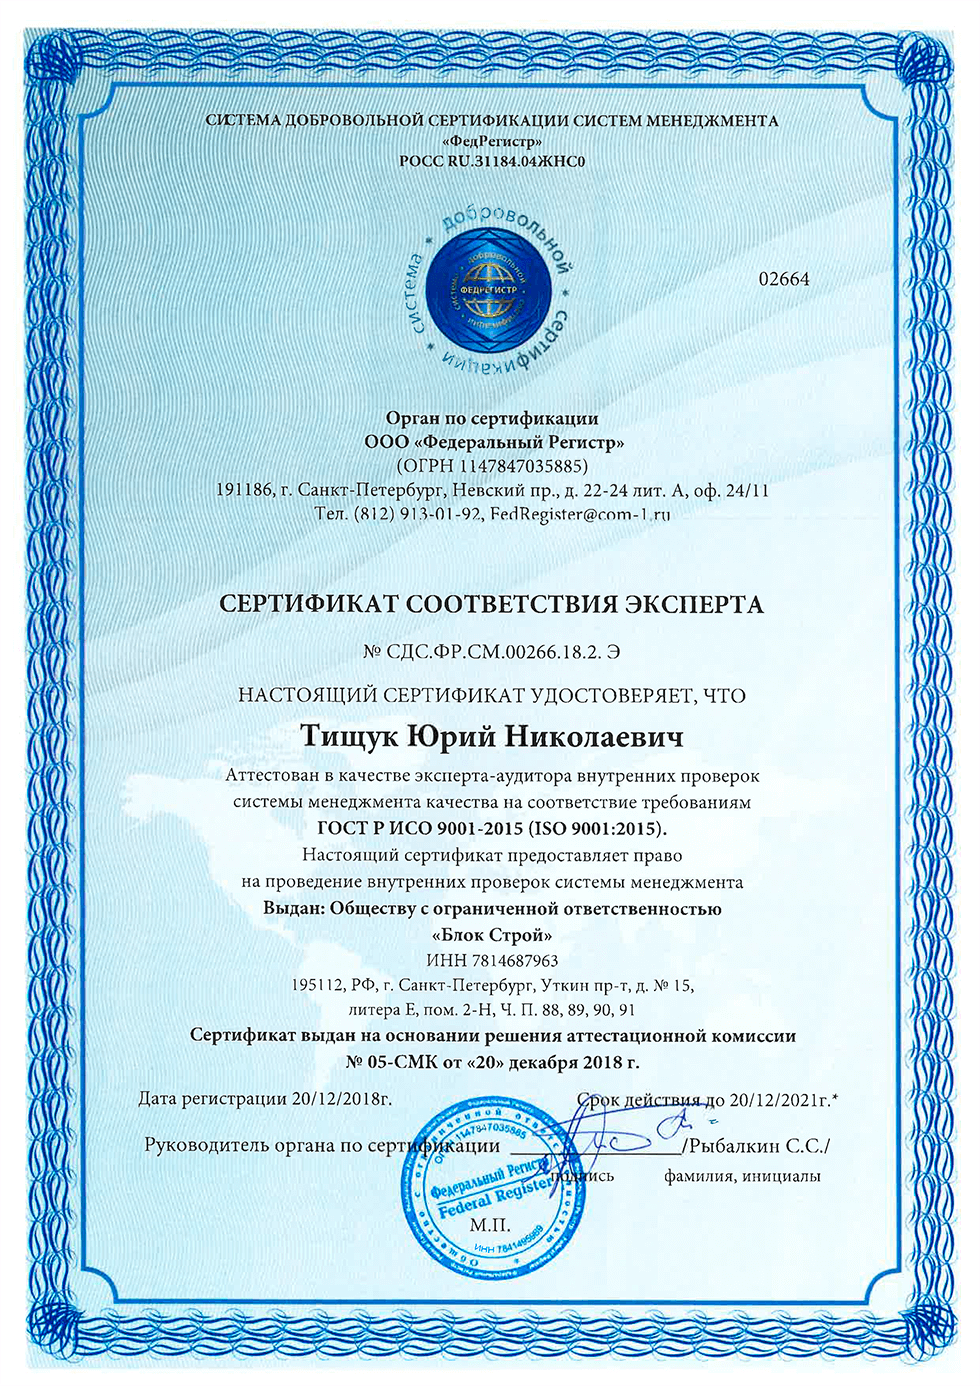 СИСТЕМА ДОБРОВОЛЬНОЙ СЕРТИФИКАЦИИ СИСТЕМ МЕНЕДЖМЕНТА
«ФедРегистр»
РОСС RU.31184.04ЖНС0
* система * добровольной * сертификации
система * добровольной * сертификации
ФЕДРЕГИСТР
02664
Орган по сертификации
ООО «Федеральный Регистр»
(ОГРН 1147847035885)
191186, г. Санкт-Петербург, Невский пр., д. 22-24 лит. А, оф. 24/11
Тел. (812) 913-01-92, FedRegister@com-1.ru
СЕРТИФИКАТ СООТВЕТСТВИЯ ЭКСПЕРТА
№ СДС.ФР.СМ.00266.18.2. Э
НАСТОЯЩИЙ СЕРТИФИКАТ УДОСТОВЕРЯЕТ, ЧТО
Тищук Юрий Николаевич
Аттестован в качестве эксперта-аудитора внутренних проверок
системы менеджмента качества на соответствие требованиям
ГОСТ Р ИСО 9001-2015 (ISO 9001:2015).
Настоящий сертификат предоставляет право
на проведение внутренних проверок системы менеджмента
Выдан: Обществу с ограниченной ответственностью
«Блок Строй»
ИНН 7814687963
195112, РФ, г. Санкт-Петербург, Уткин пр-т, д. № 15,
литера Е, пом. 2-Н, Ч. П. 88, 89, 90, 91
Сертификат выдан на основании решения аттестационной комиссии
№ 05-СМК от «20» декабря 2018 г.
Дата регистрации 20/12/2018г. Срок действия до 20/12/2021г.*
Руководитель органа по сертификации /Рыбалкин С.С./
подпись фамилия, инициалы
Общество с ограниченной ответственностью
ОГРН 1147847035885
Федеральный Регистр
Federal Register
М.П.
ИНН 7841495989